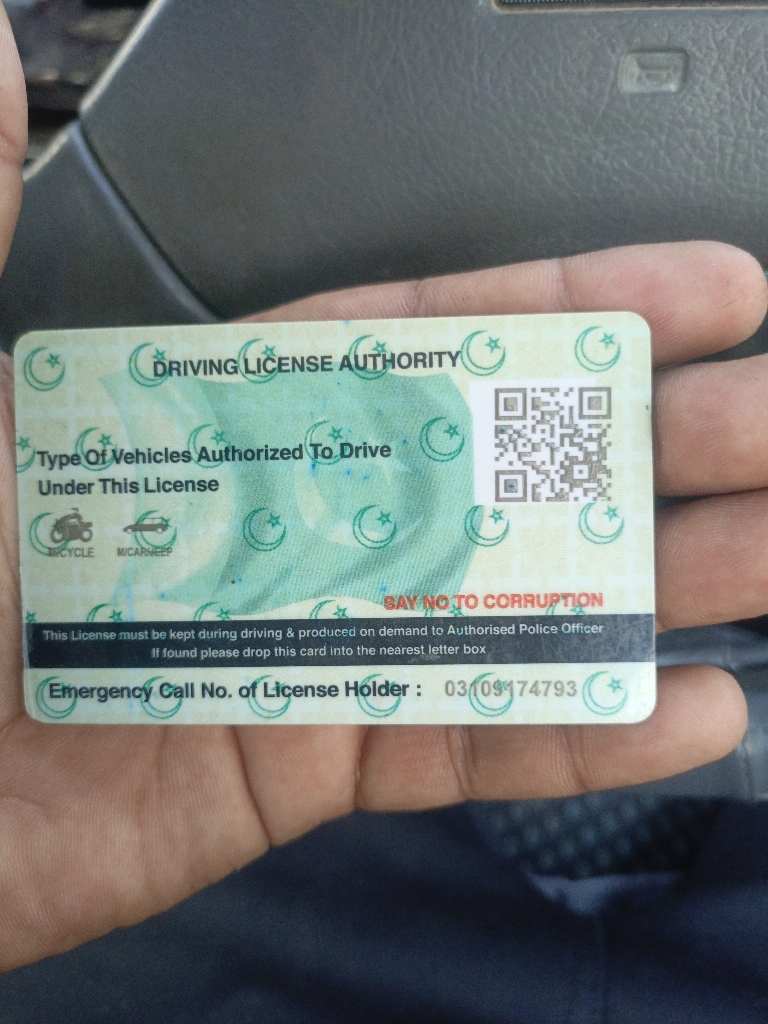 DRIVING LICENSE AUTHORITY
Type Of Vehicles Authorized To Drive
Under This License
M/CYCLE M/CAR/JEEP
SAY NO TO CORRUPTION
This License must be kept during driving & produced on demand to Authorised Police Officer
If found please drop this card into the nearest letter box
Emergency Call No. of License Holder : 03109174793